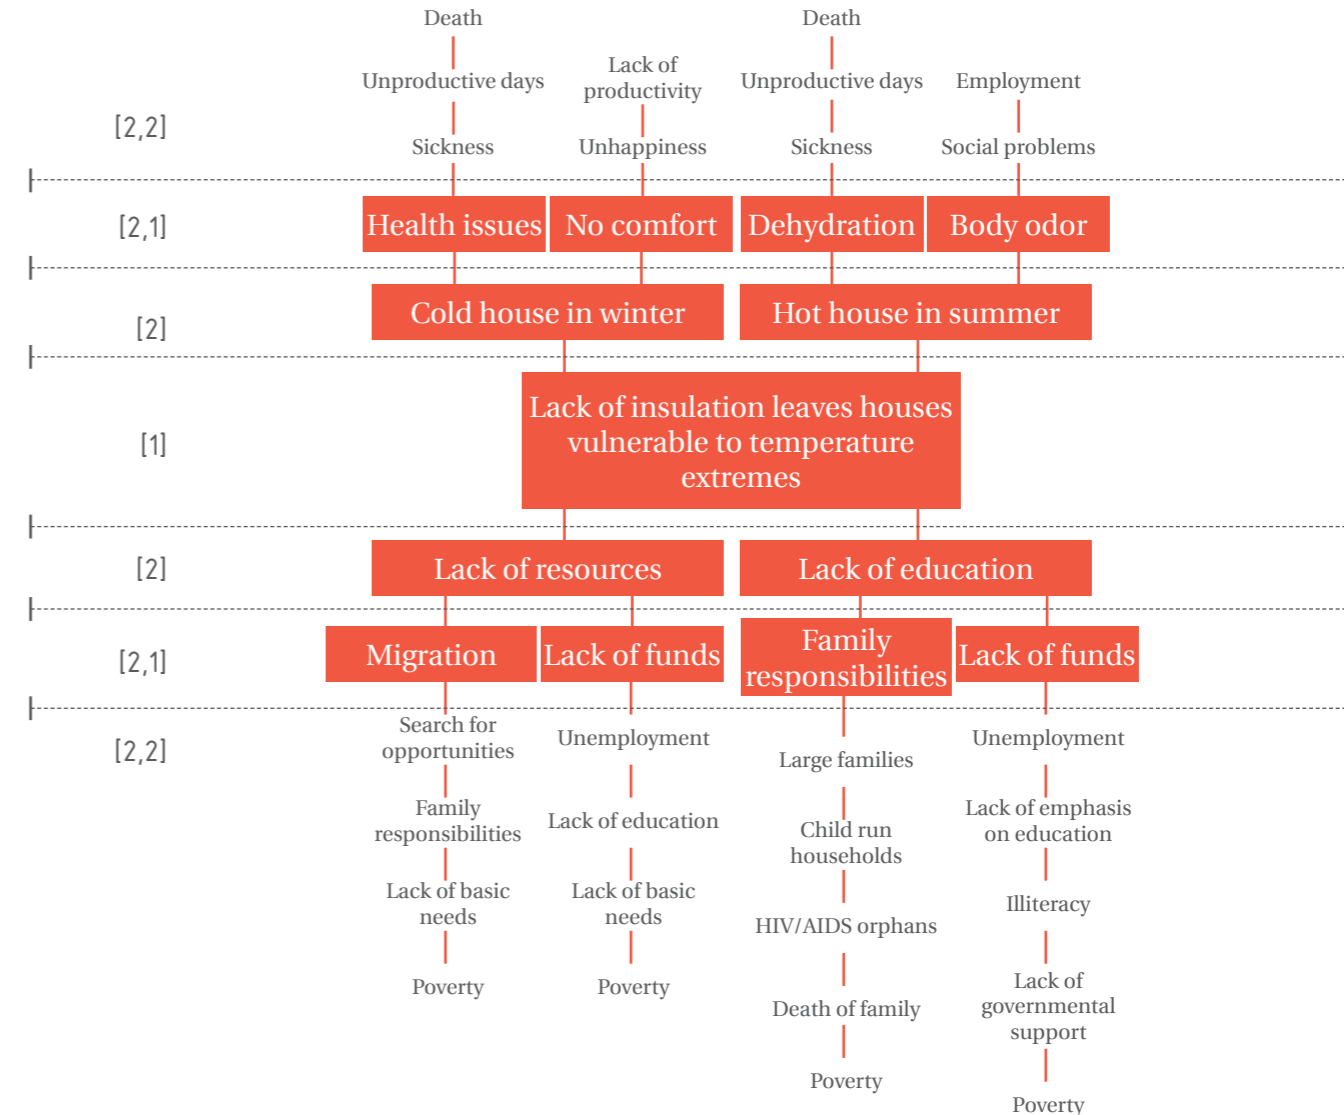 Death
Death
Unproductive days
Lack of
productivity
Unproductive days
Employment
[2,2]
Sickness
Unhappiness
Sickness
Social problems
[2,1]
Health issues
No comfort
Dehydration
Body odor
[2]
Cold house in winter
Hot house in summer
[1]
Lack of insulation leaves houses
vulnerable to temperature
extremes
[2]
Lack of resources
Lack of education
[2,1]
Migration
Lack of funds
Family
responsibilities
Lack of funds
[2,2]
Search for
opportunities
Family
responsibilities
Lack of basic
needs
Poverty
Unemployment
Lack of education
Lack of basic
needs
Poverty
Large families
Child run
households
HIV/AIDS orphans
Death of family
Poverty
Unemployment
Lack of emphasis
on education
Illiteracy
Lack of
governmental
support
Poverty